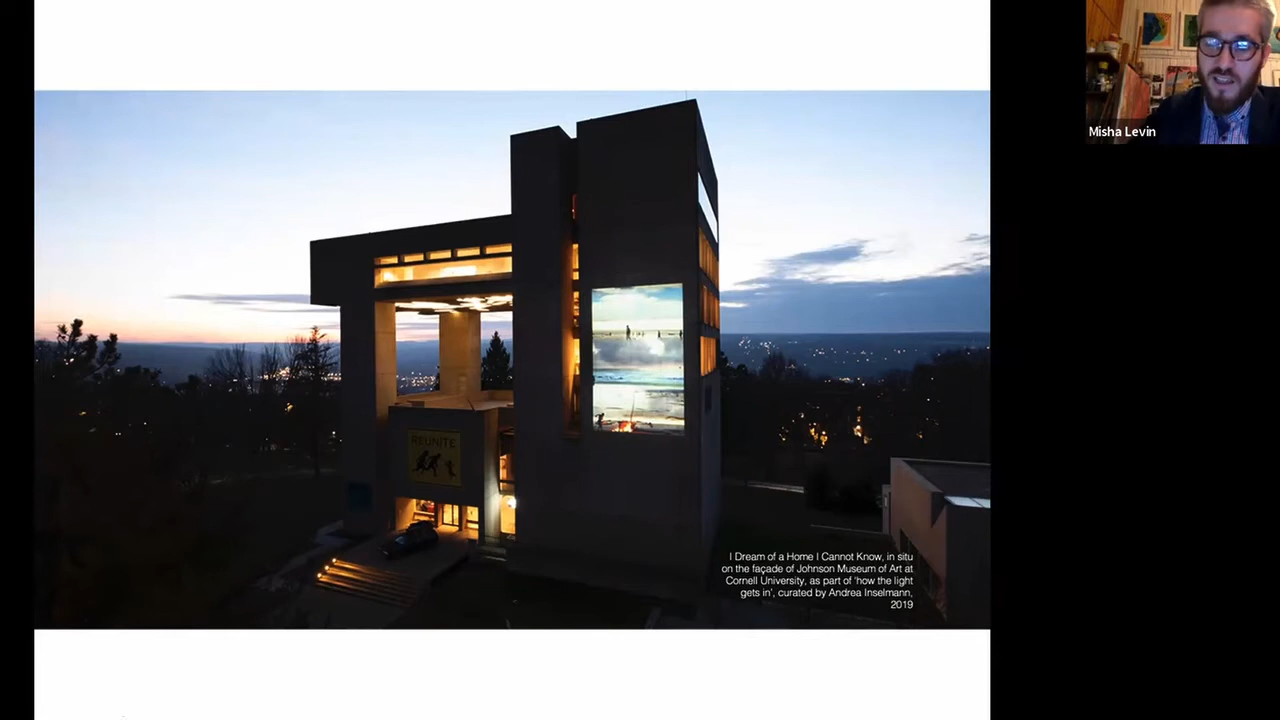 Misha Levin
REUNITE
I Dream of a Home I Cannot Know, in situ
on the façade of Johnson Museum of Art at
Cornell University, as part of 'how the light
gets in', curated by Andrea Inselmann,
2019